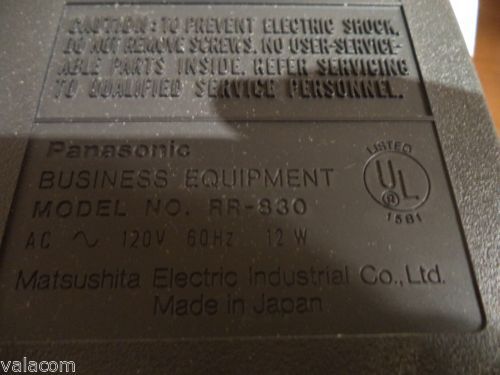 CAUTION: TO PREVENT ELECTRIC SHOCK,
DO NOT REMOVE SCREWS. NO USER-SERVICE-
ABLE PARTS INSIDE. REFER SERVICING
TO QUALIFIED SERVICE PERSONNEL.
Panasonic
BUSINESS EQUIPMENT
MODEL NO. RR-830
AC ~ 120V 60Hz 12 W
LISTED
UL
®
15B1
Matsushita Electric Industrial Co., Ltd.
Made in Japan
valacom
valacom